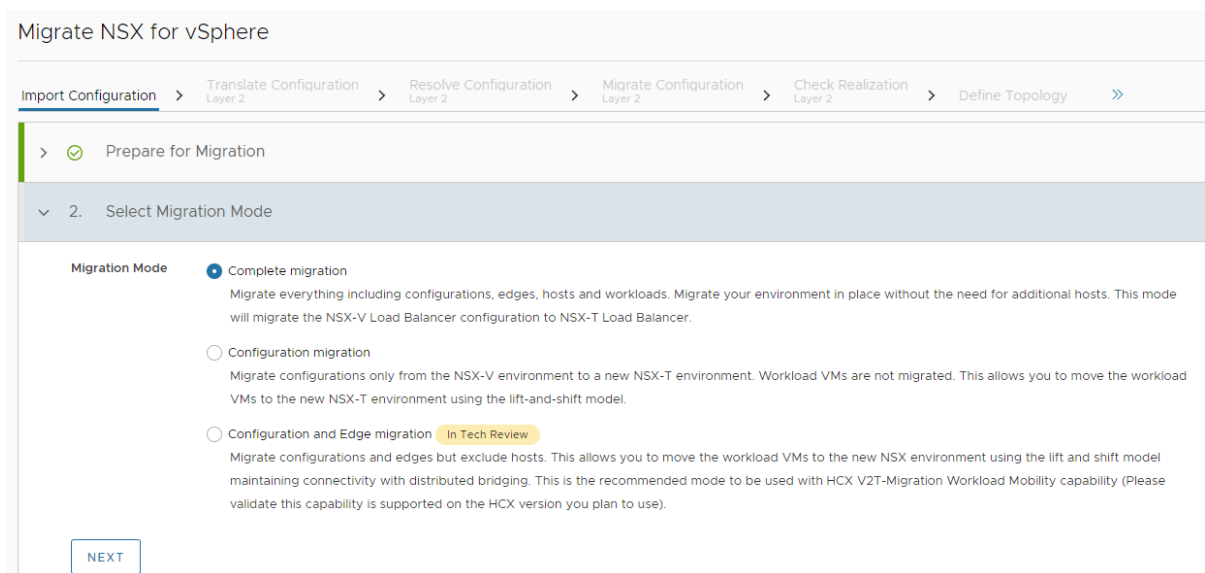 Migrate NSX for vSphere
Import Configuration
Translate Configuration
Layer 2
Resolve Configuration
Layer 2
Migrate Configuration
Layer 2
Check Realization
Layer 2
Define Topology
Prepare for Migration
2. Select Migration Mode
Migration Mode
Complete migration
Migrate everything including configurations, edges, hosts and workloads. Migrate your environment in place without the need for additional hosts. This mode
will migrate the NSX-V Load Balancer configuration to NSX-T Load Balancer.
Configuration migration
Migrate configurations only from the NSX-V environment to a new NSX-T environment. Workload VMs are not migrated. This allows you to move the workload
VMs to the new NSX-T environment using the lift-and-shift model.
Configuration and Edge migration In Tech Review
Migrate configurations and edges but exclude hosts. This allows you to move the workload VMs to the new NSX environment using the lift and shift model
maintaining connectivity with distributed bridging. This is the recommended mode to be used with HCX V2T-Migration Workload Mobility capability (Please
validate this capability is supported on the HCX version you plan to use).
NEXT